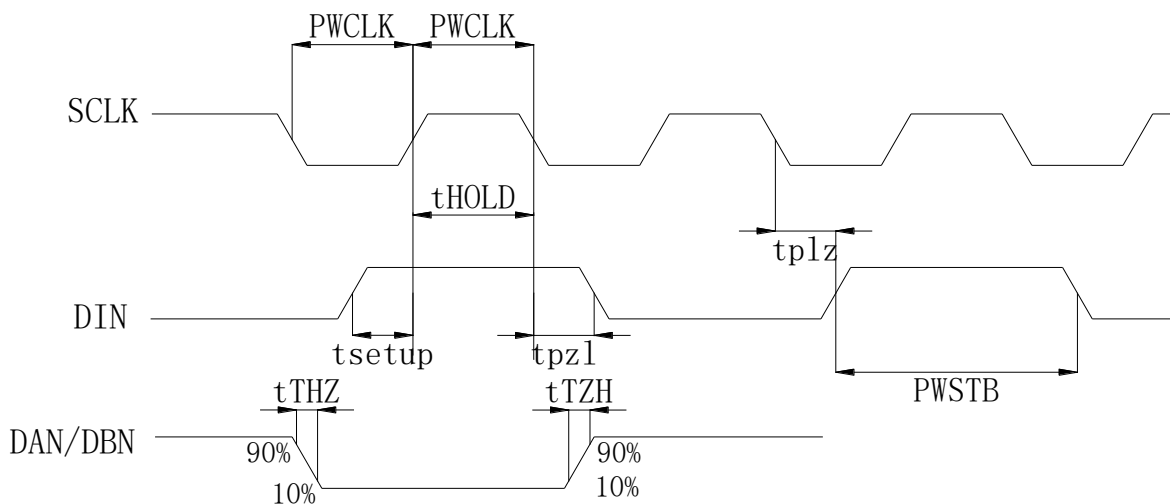 PWCLK PWCLK
SCLK
tHOLD
tplz
DIN
tsetup tpzl
PWSTB
tTHZ tTZH
DAN/DBN
90% 90%
10% 10%